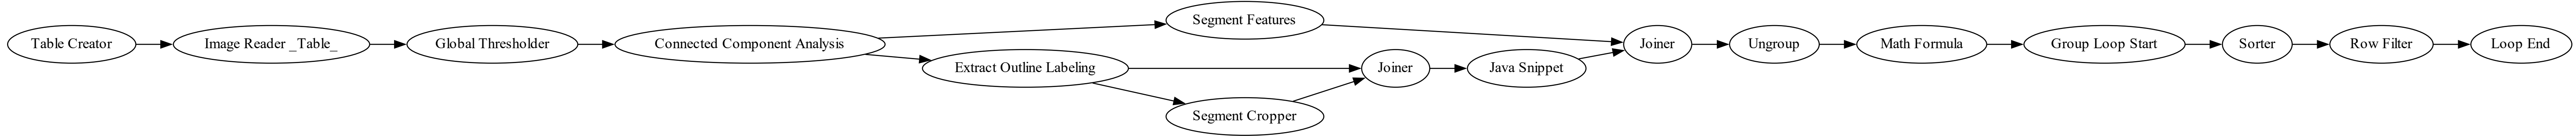 Table Creator
Image Reader _Table_
Global Thresholder
Connected Component Analysis
Segment Features
Extract Outline Labeling
Segment Cropper
Joiner
Java Snippet
Joiner
Ungroup
Math Formula
Group Loop Start
Sorter
Row Filter
Loop End